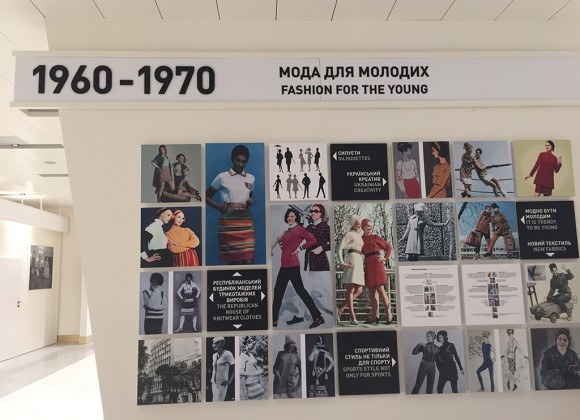 1960-1970
МОДА ДЛЯ МОЛОДИХ
FASHION FOR THE YOUNG
СИЛУЕТИ
SILHOUETTES
УКРАЇНСЬКИЙ
КРЕАТИВ
UKRAINIAN
CREATIVITY
МОДНО БУТИ
МОЛОДИМ
IT IS TRENDY
TO BE YOUNG
НОВИЙ ТЕКСТИЛЬ
NEW FABRICS
РЕСПУБЛІКАНСЬКИЙ
БУДИНОК МОДЕЛЕЙ
ТРИКОТАЖНИХ
ВИРОБІВ
THE REPUBLICAN
HOUSE OF
KNITWEAR CLOTHES
СПОРТИВНИЙ
СТИЛЬ НЕ ТІЛЬКИ
ДЛЯ СПОРТУ
SPORTS STYLE NOT
ONLY FOR SPORTS